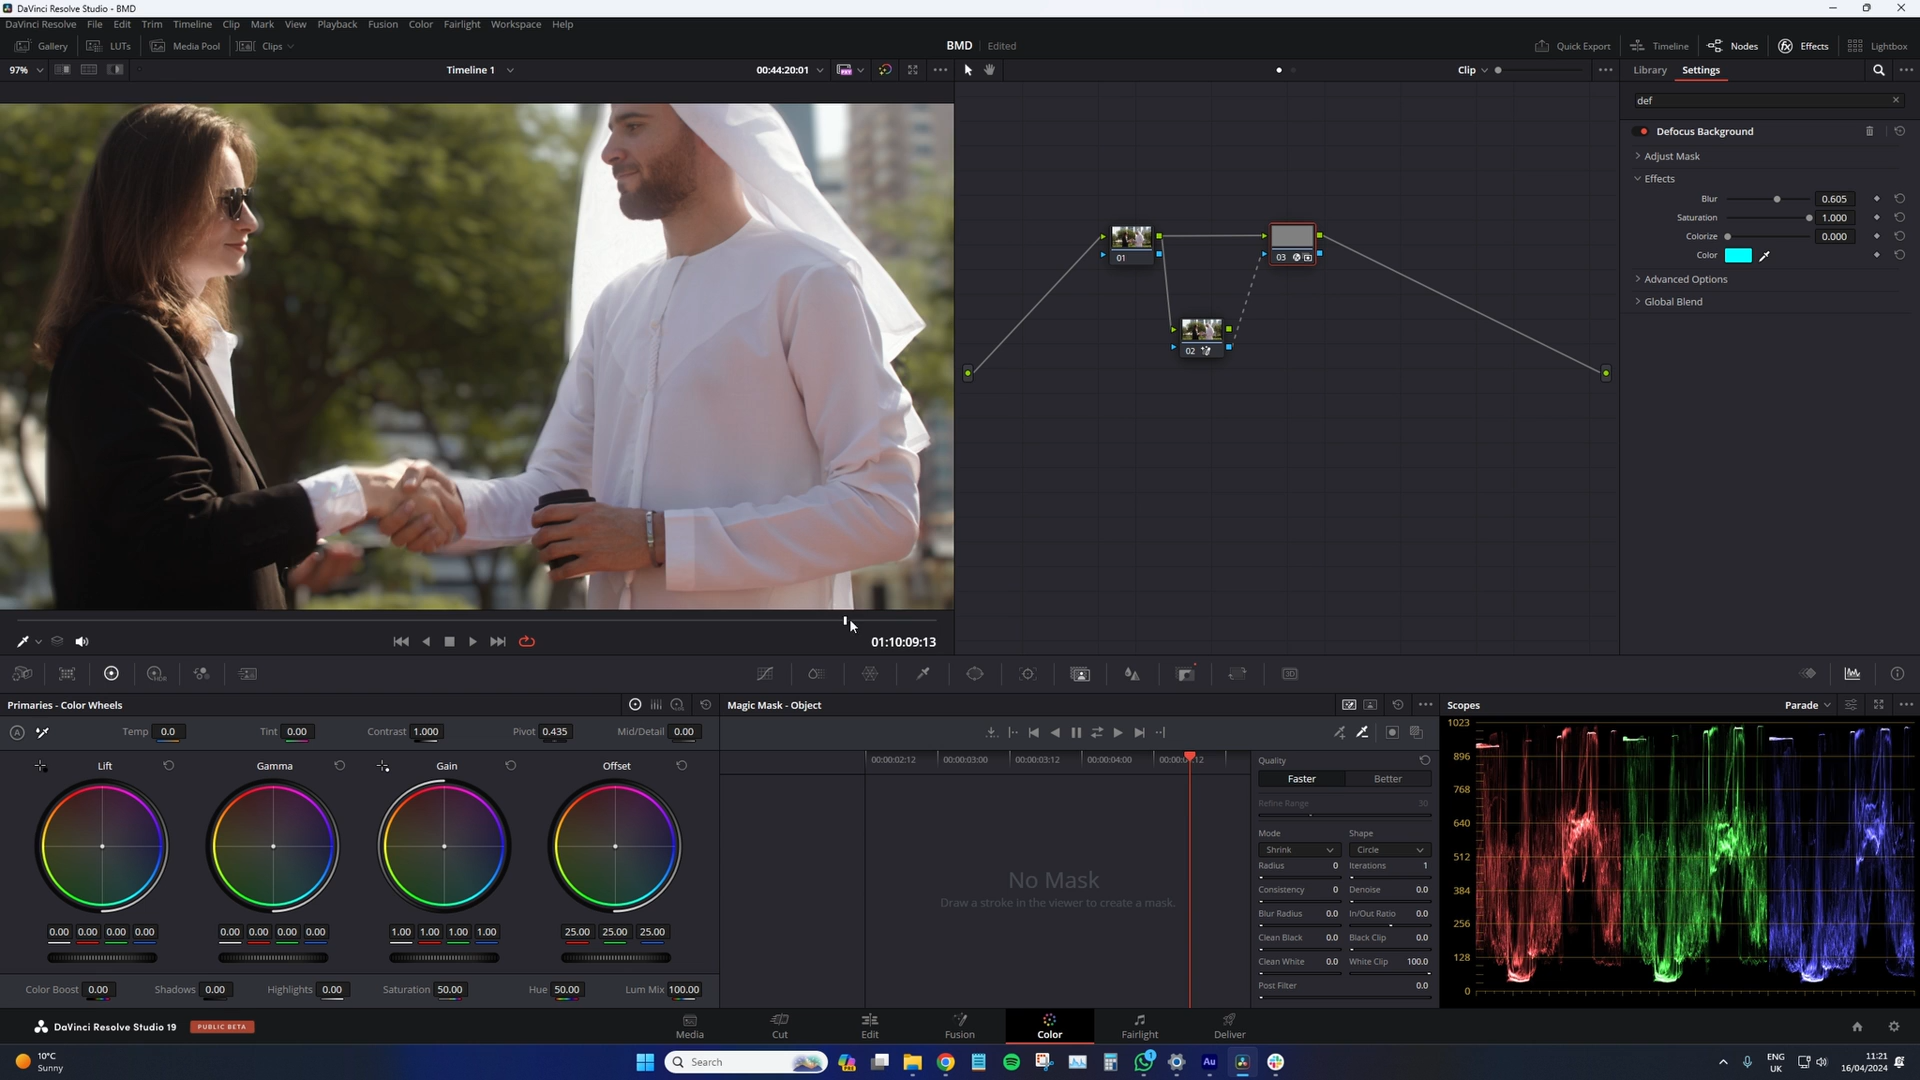 DaVinci Resolve Studio - BMD
DaVinci Resolve File Edit Trim Timeline Clip Mark View Playback Fusion Color Fairlight Workspace Help
Gallery LUTs Media Pool Clips BMD Edited Quick Export Timeline Nodes Effects Lightbox
97% Timeline 1 00:44:20:01 Clip Library Settings
def
Defocus Background
Adjust Mask
Effects
Blur 0.605
Saturation 1.000
Colorize 0.000
Color
Advanced Options
Global Blend
01
03
02
01:10:09:13
Primaries - Color Wheels
Temp 0.0 Tint 0.00 Contrast 1.000 Pivot 0.435 Mid/Detail 0.00
A
Lift Gamma Gain Offset
0.00 0.00 0.00 0.00 0.00 0.00 0.00 0.00 1.00 1.00 1.00 1.00 25.00 25.00 25.00
Color Boost 0.00 Shadows 0.00 Highlights 0.00 Saturation 50.00 Hue 50.00 Lum Mix 100.00
Magic Mask - Object
00:00:02:12 00:00:03:00 00:00:03:12 00:00:04:00
No Mask
Draw a stroke in the viewer to create a mask.
Quality
Faster Better
Refine Range 50
Mode Shape
Shrink Circle
Radius 0 Iterations 1
Consistency 0 Denoise 0.0
Blur Radius 0.0 In/Out Ratio 0.0
Clean Black 0.0 Black Clip 0.0
Clean White 0.0 White Clip 100.0
Post Filter 0.0
Scopes Parade
1023
896
768
640
512
384
256
128
0
DaVinci Resolve Studio 19 PUBLIC BETA
Media Cut Edit Fusion Color Fairlight Deliver
10°C
Sunny
Search
ENG
UK
11:21
16/04/2024